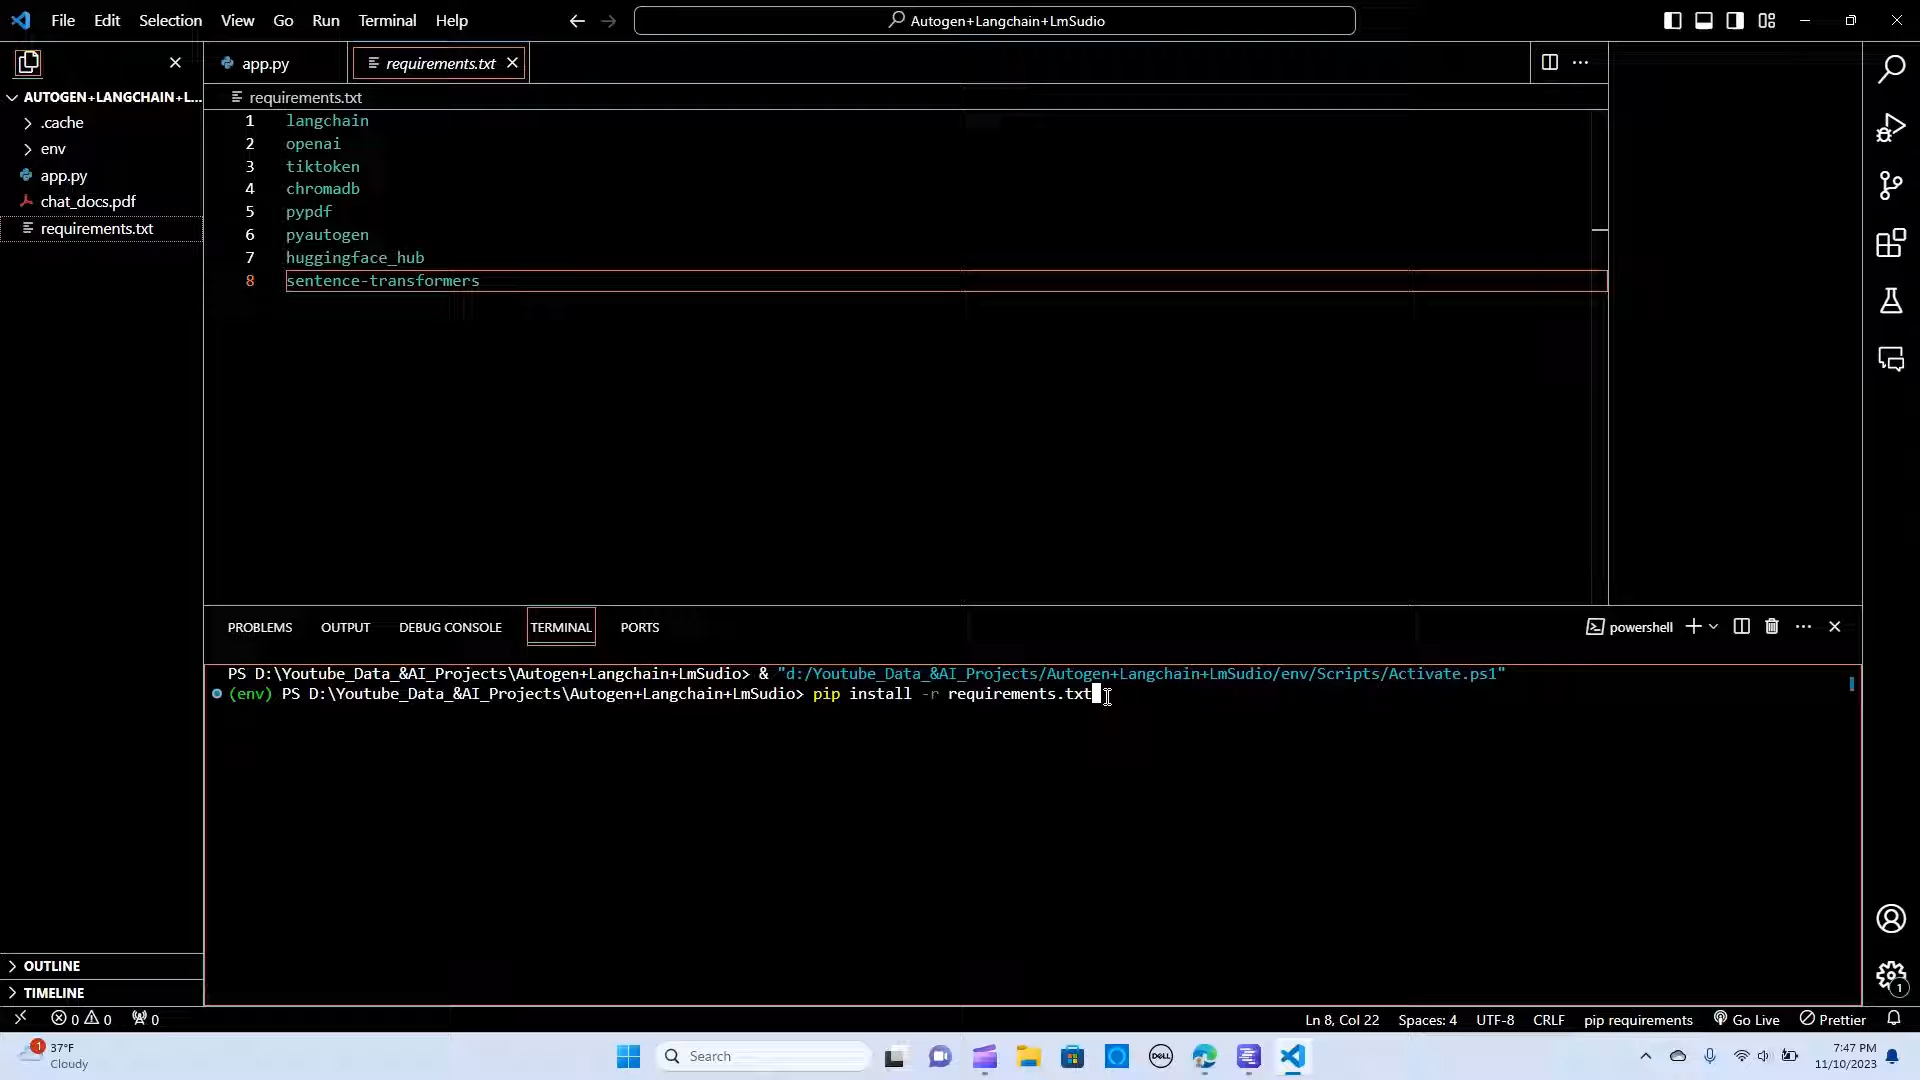 File Edit Selection View Go Run Terminal Help
Autogen+Langchain+LmSudio
app.py
requirements.txt
AUTOGEN+LANGCHAIN+L...
.cache
env
app.py
chat_docs.pdf
requirements.txt
requirements.txt
1 langchain
2 openai
3 tiktoken
4 chromadb
5 pypdf
6 pyautogen
7 huggingface_hub
8 sentence-transformers
PROBLEMS OUTPUT DEBUG CONSOLE TERMINAL PORTS
powershell
PS D:\Youtube_Data_&AI_Projects\Autogen+Langchain+LmSudio> & "d:/Youtube_Data_&AI_Projects/Autogen+Langchain+LmSudio/env/Scripts/Activate.ps1"
(env) PS D:\Youtube_Data_&AI_Projects\Autogen+Langchain+LmSudio> pip install -r requirements.txt
OUTLINE
TIMELINE
1
0 0 0
Ln 8, Col 22 Spaces: 4 UTF-8 CRLF pip requirements Go Live Prettier
1
37°F
Cloudy
Search
DELL
7:47 PM
11/10/2023